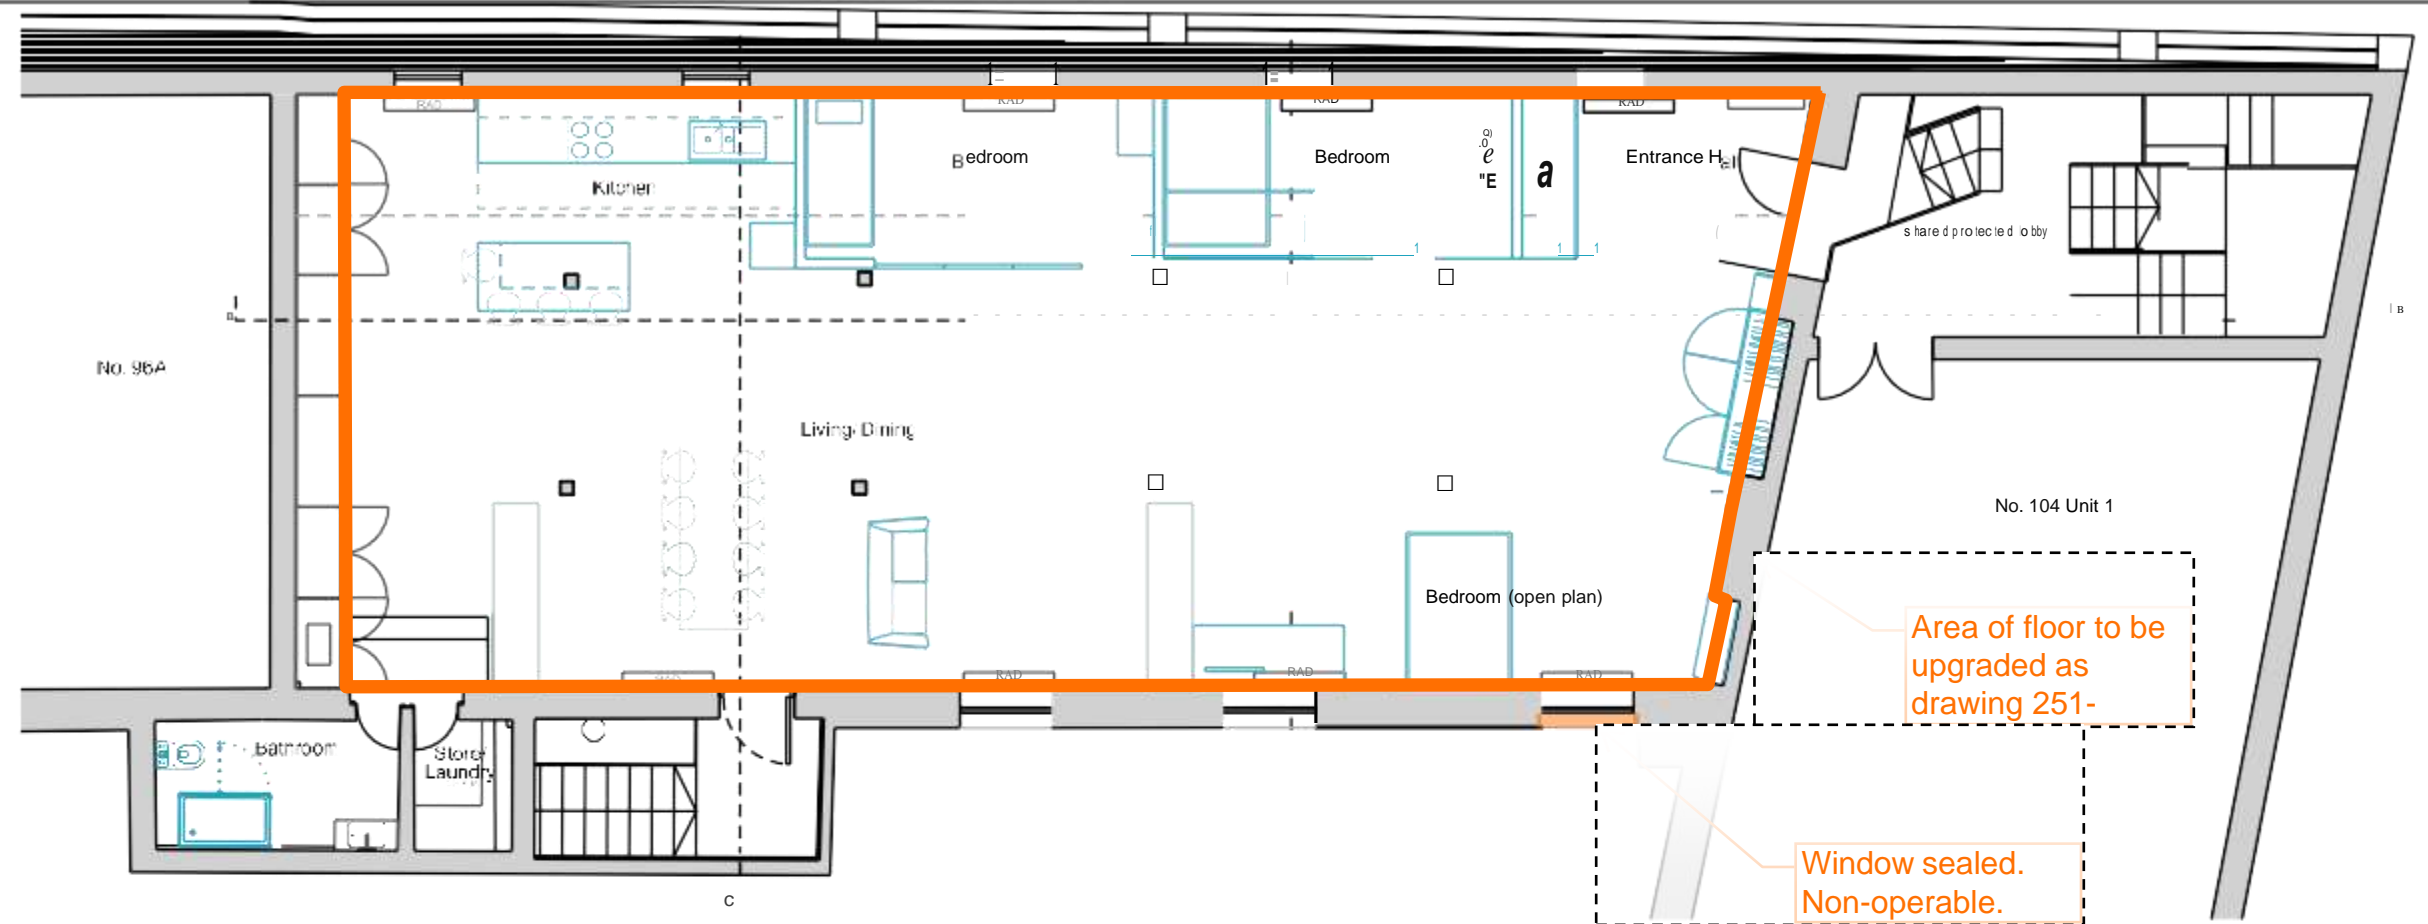 RAD
RAD
RAD
RAD
Bedroom
Bedroom
Entrance Hall
Kitchen
"E
a
shared protected lobby
B
B
No. 96A
Living/Dining
No. 104 Unit 1
Bedroom (open plan)
Area of floor to be
upgraded as
drawing 251-
RAD
RAD
RAD
RAD
Bathroom
Store/
Laundry
Window sealed.
Non-operable.
C